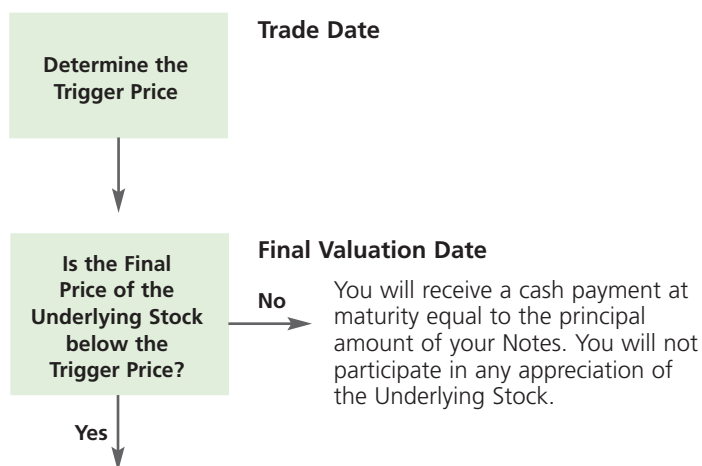 Trade Date
Determine the
Trigger Price
Final Valuation Date
Is the Final
Price of the
Underlying Stock
below the
Trigger Price?
No
You will receive a cash payment at
maturity equal to the principal
amount of your Notes. You will not
participate in any appreciation of
the Underlying Stock.
Yes